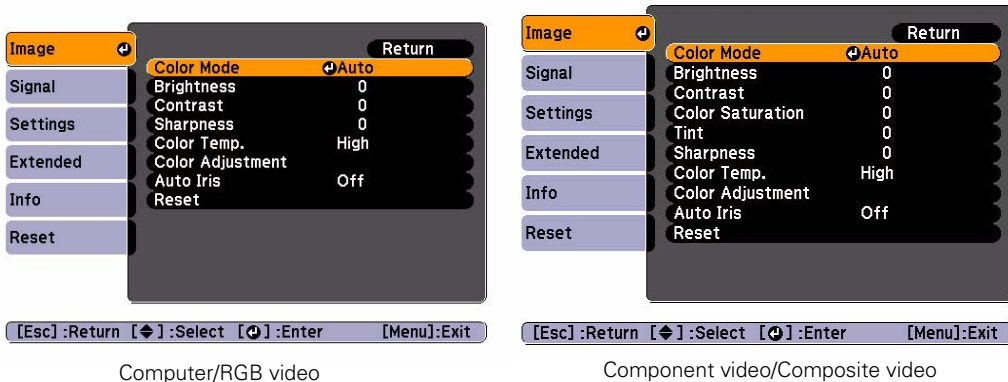 Image
Signal
Settings
Extended
Info
Reset
Return
Color Mode Auto
Brightness 0
Contrast 0
Sharpness 0
Color Temp. High
Color Adjustment
Auto Iris Off
Reset
[Esc] :Return [◆] :Select [⏎] :Enter [Menu]:Exit
Computer/RGB video
Image
Signal
Settings
Extended
Info
Reset
Return
Color Mode Auto
Brightness 0
Contrast 0
Color Saturation 0
Tint 0
Sharpness 0
Color Temp. High
Color Adjustment
Auto Iris Off
Reset
[Esc] :Return [◆] :Select [⏎] :Enter [Menu]:Exit
Component video/Composite video